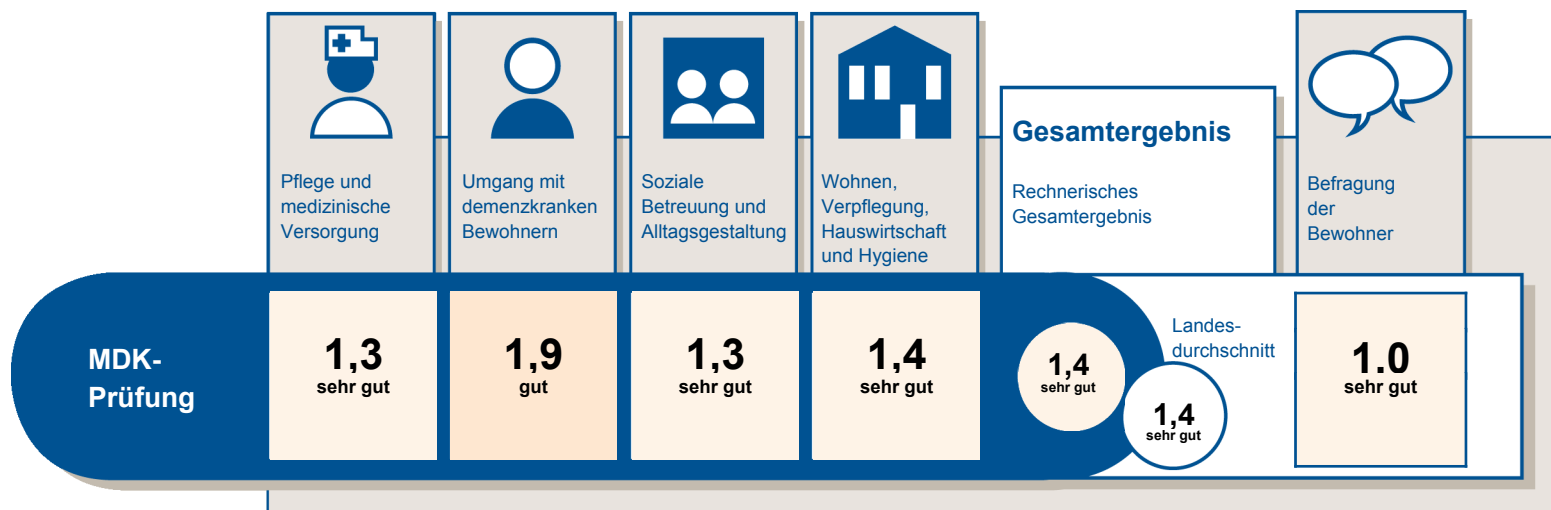 Pflege und
medizinische
Versorgung
Umgang mit
demenzkranken
Bewohnern
Soziale
Betreuung und
Alltagsgestaltung
Wohnen,
Verpflegung,
Hauswirtschaft
und Hygiene
Gesamtergebnis
Rechnerisches
Gesamtergebnis
Befragung
der
Bewohner
MDK-
Prüfung
1,3
sehr gut
1,9
gut
1,3
sehr gut
1,4
sehr gut
1,4
sehr gut
Landes-
durchschnitt
1,4
sehr gut
1.0
sehr gut